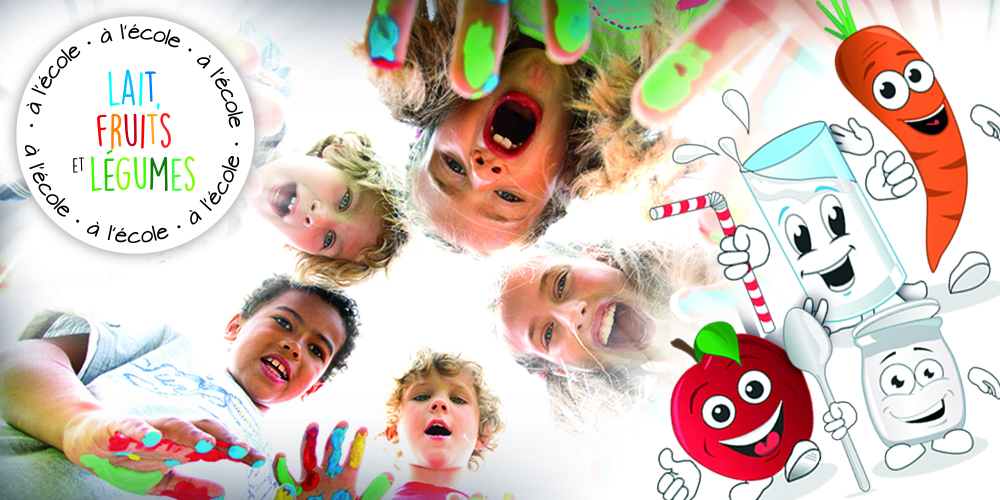 à l'école · à l'école · à l'école · à l'école · à l'école · à l'école ·
LAIT,
FRUITS
ET LÉGUMES